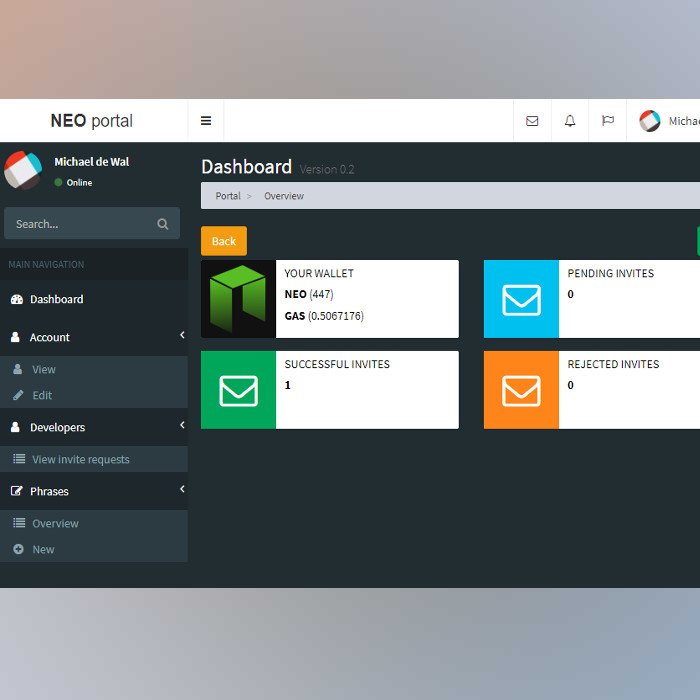 NEO portal
Michae
Michael de Wal
Online
Search...
MAIN NAVIGATION
Dashboard
Account
View
Edit
Developers
View invite requests
Phrases
Overview
New
Dashboard Version 0.2
Portal > Overview
Back
YOUR WALLET
NEO (447)
GAS (0.5067176)
PENDING INVITES
0
SUCCESSFUL INVITES
1
REJECTED INVITES
0